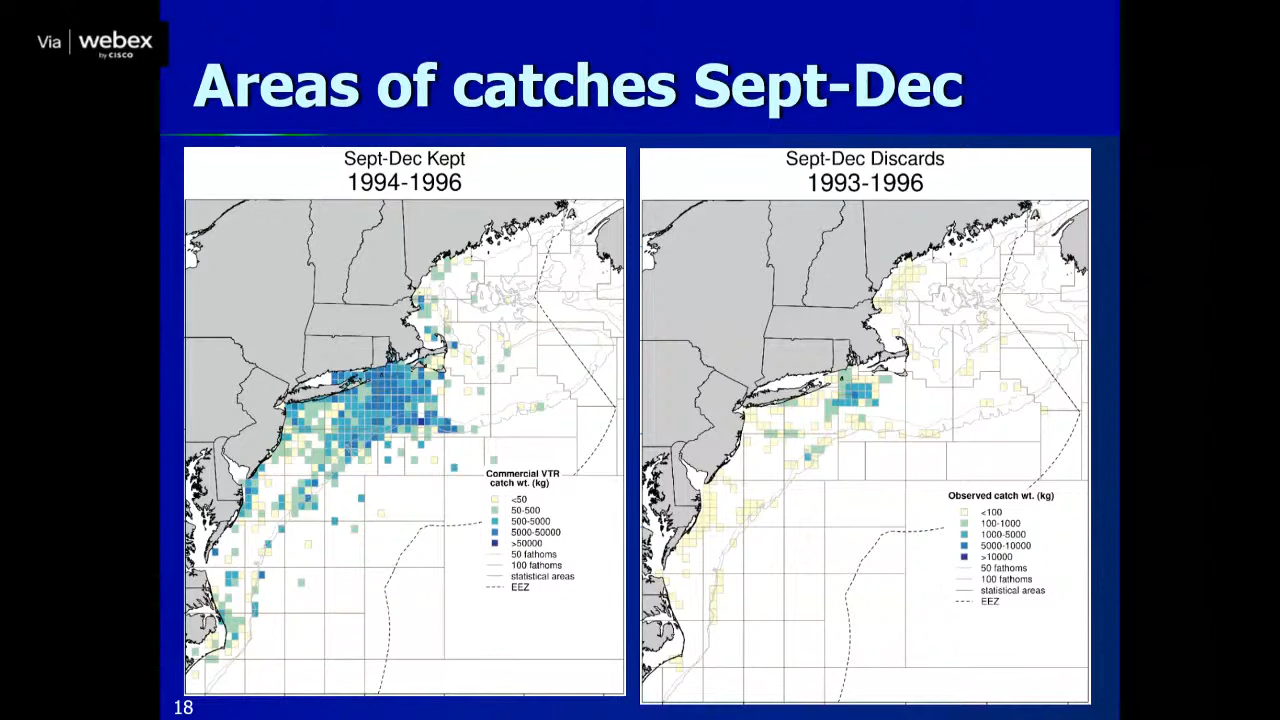 Via | webex
by CISCO
Areas of catches Sept-Dec
Sept-Dec Kept
1994-1996
Commercial VTR
catch wt. (kg)
<50
50-500
500-5000
5000-50000
>50000
50 fathoms
100 fathoms
statistical areas
EEZ
Sept-Dec Discards
1993-1996
Observed catch wt. (kg)
<100
100-1000
1000-5000
5000-10000
>10000
50 fathoms
100 fathoms
statistical areas
EEZ
18